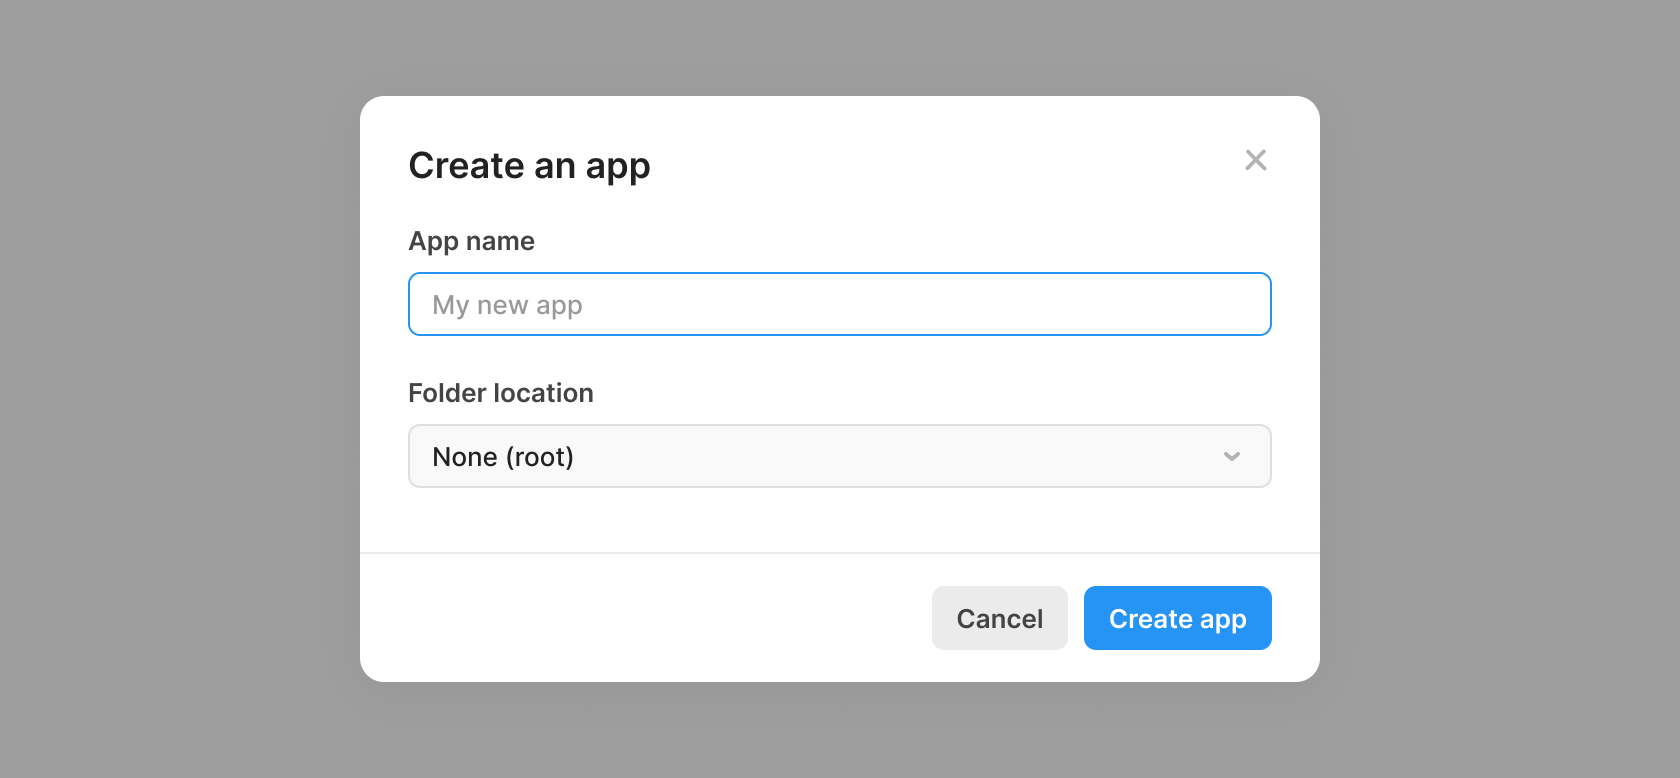 Create an app
App name
My new app
Folder location
None (root)
Cancel
Create app